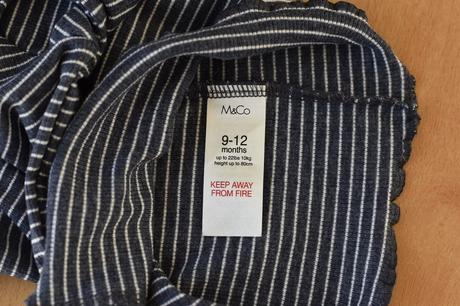 M&Co
9-12
months
up to 22lbs 10kg
height up to 80cm
KEEP AWAY
FROM FIRE